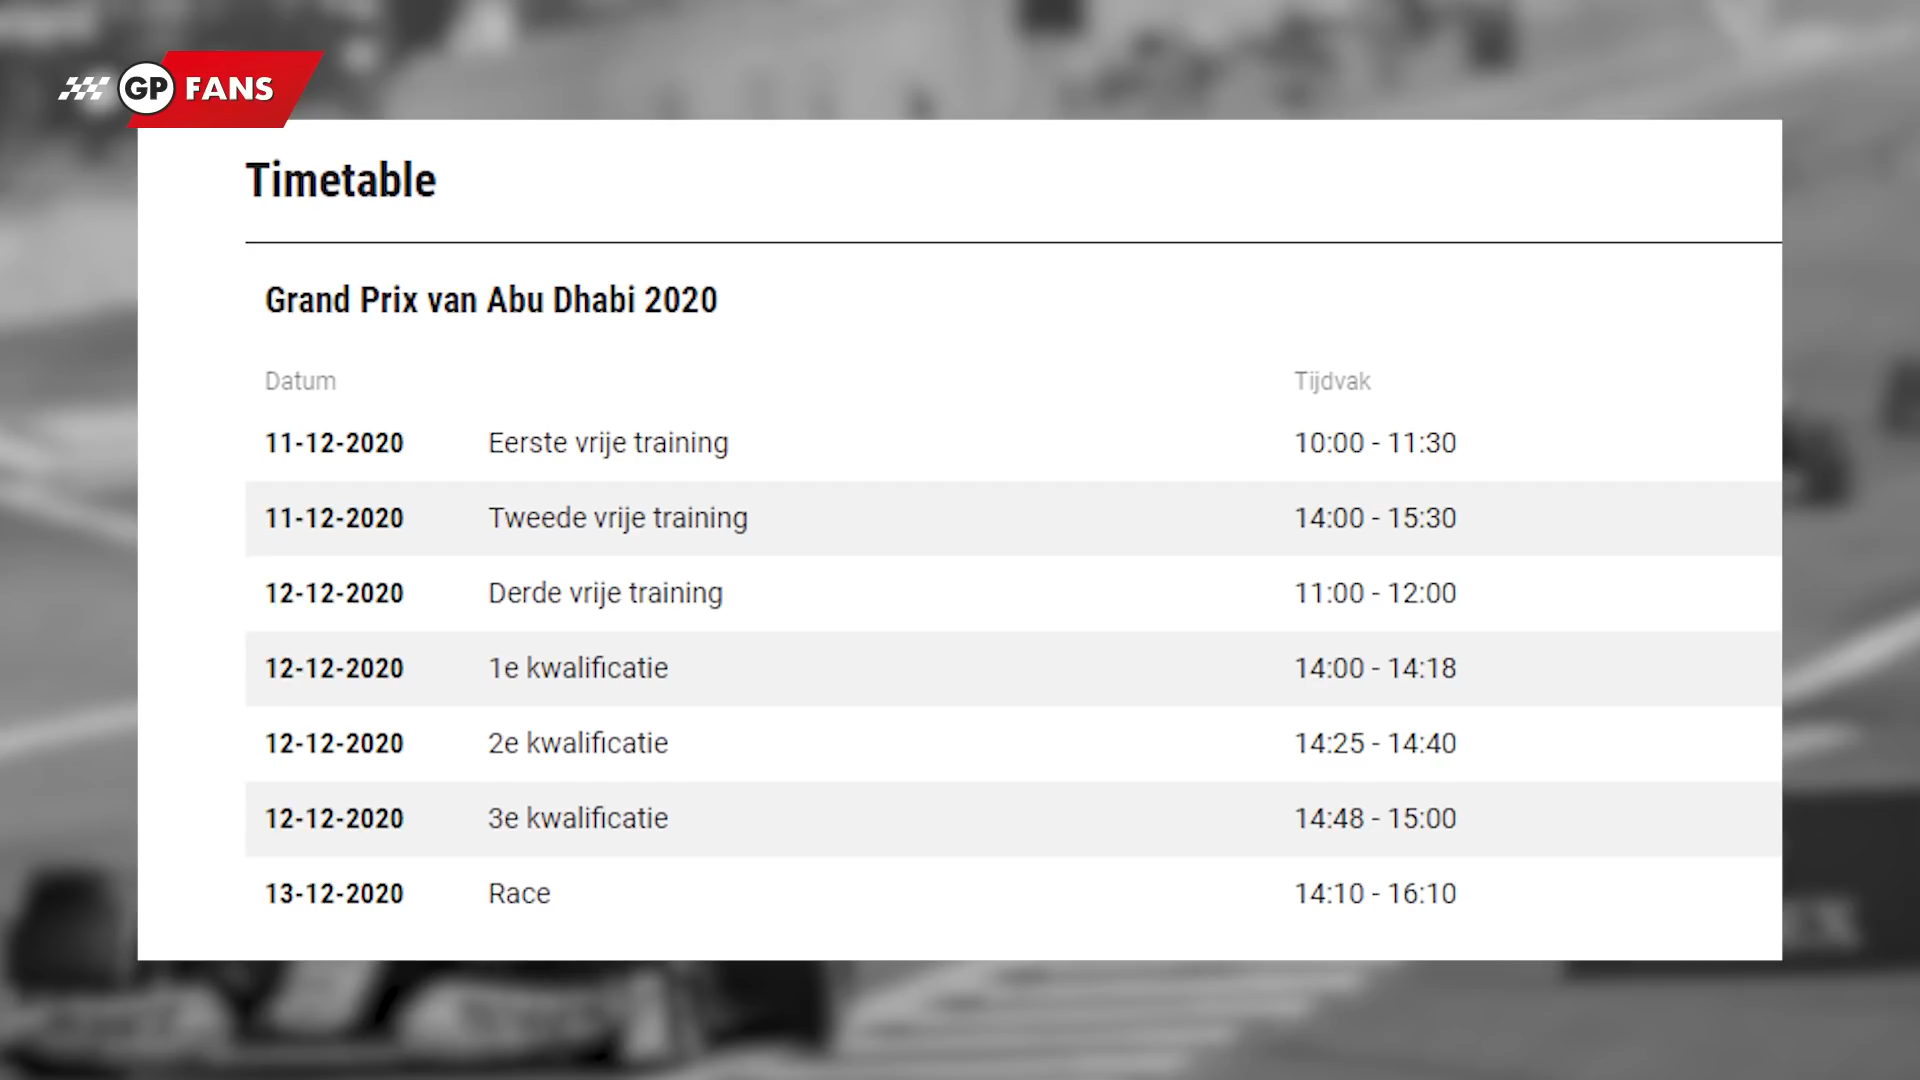 GP FANS
Timetable
Grand Prix van Abu Dhabi 2020
Datum Tijdvak
11-12-2020 Eerste vrije training 10:00 - 11:30
11-12-2020 Tweede vrije training 14:00 - 15:30
12-12-2020 Derde vrije training 11:00 - 12:00
12-12-2020 1e kwalificatie 14:00 - 14:18
12-12-2020 2e kwalificatie 14:25 - 14:40
12-12-2020 3e kwalificatie 14:48 - 15:00
13-12-2020 Race 14:10 - 16:10